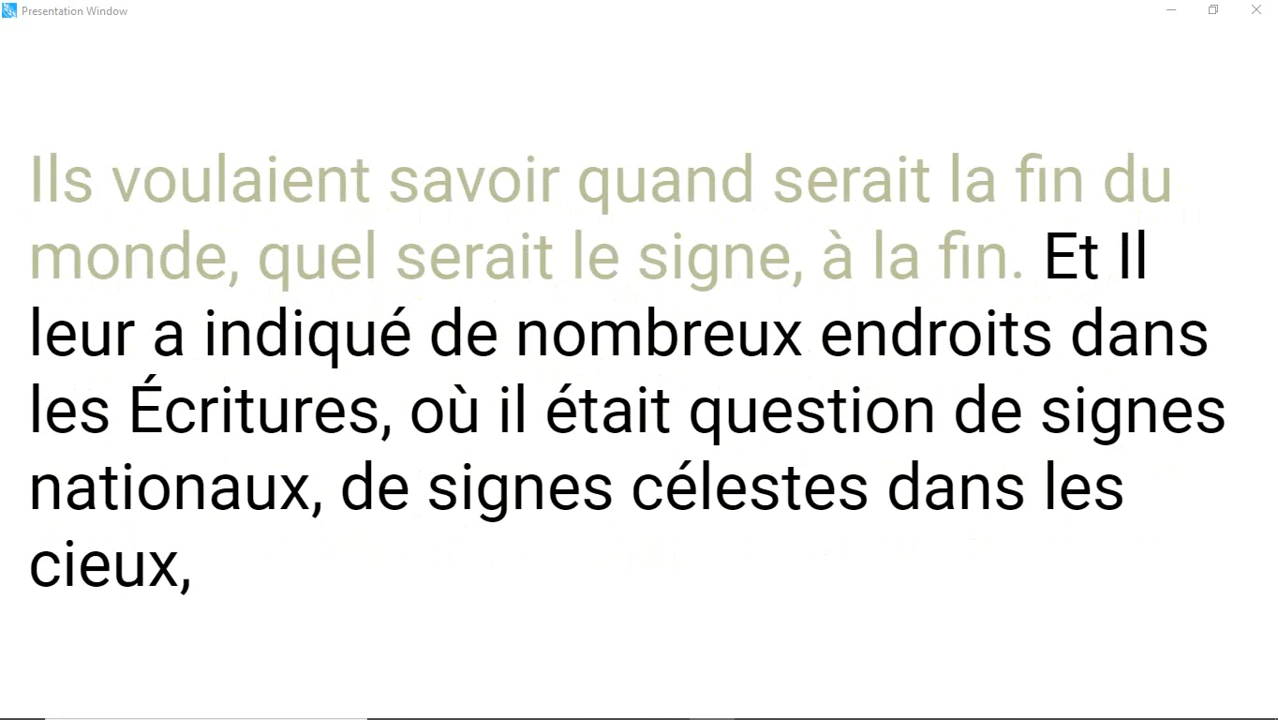 Presentation Window
Ils voulaient savoir quand serait la fin du
monde, quel serait le signe, à la fin. Et Il
leur a indiqué de nombreux endroits dans
les Écritures, où il était question de signes
nationaux, de signes célestes dans les
cieux,